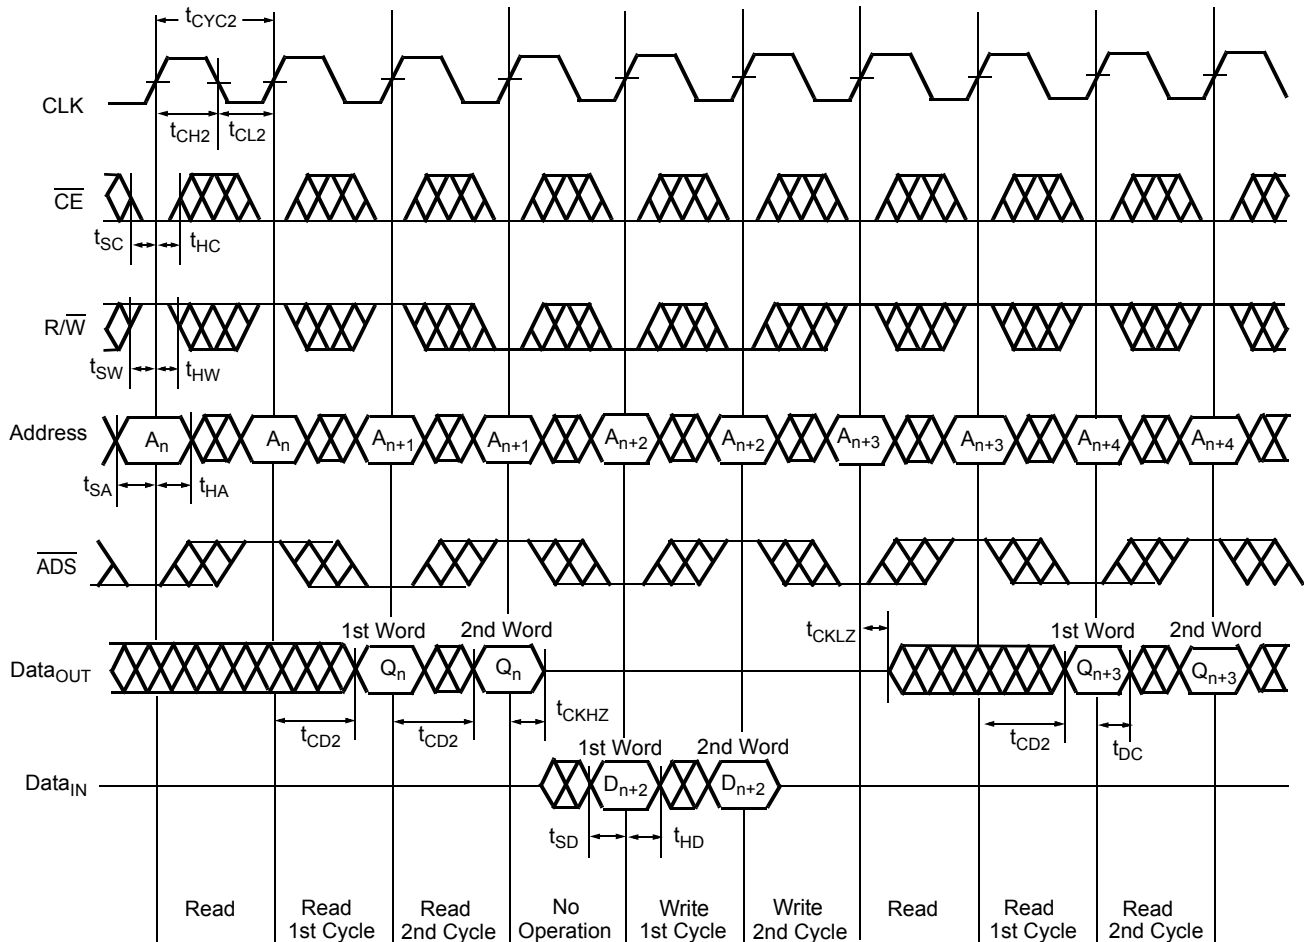 tCYC2
CLK
tCH2 tCL2
CE
tSC tHC
R/W
tSW tHW
Address An An An+1 An+1 An+2 An+2 An+3 An+3 An+4 An+4
tSA tHA
ADS
1st Word 2nd Word tCKLZ 1st Word 2nd Word
DataOUT Qn Qn Qn+3 Qn+3
tCD2 tCD2 tCKHZ tCD2 tDC
1st Word 2nd Word
DataIN Dn+2 Dn+2
tSD tHD
Read Read Read No Write Write Read Read Read
1st Cycle 2nd Cycle Operation 1st Cycle 2nd Cycle 1st Cycle 2nd Cycle